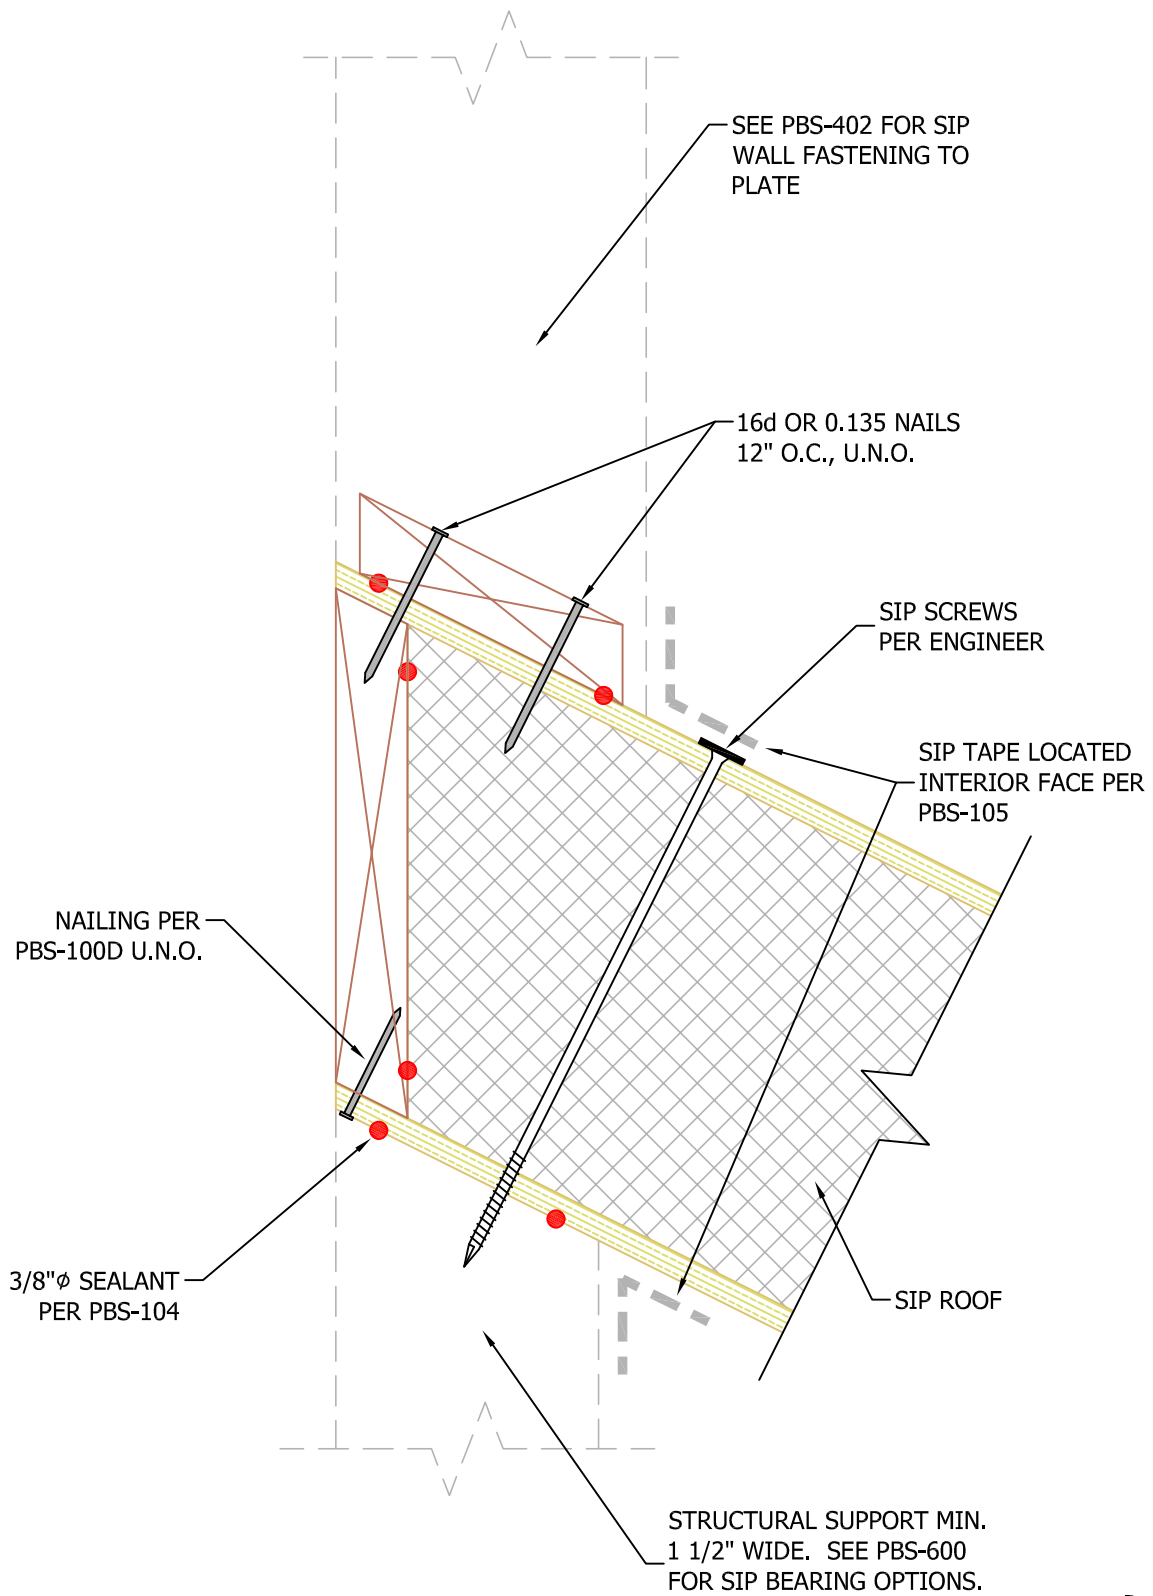 SEE PBS-402 FOR SIP
WALL FASTENING TO
PLATE
16d OR 0.135 NAILS
12" O.C., U.N.O.
SIP SCREWS
PER ENGINEER
SIP TAPE LOCATED
INTERIOR FACE PER
PBS-105
NAILING PER
PBS-100D U.N.O.
3/8"φ SEALANT
PER PBS-104
SIP ROOF
STRUCTURAL SUPPORT MIN.
1 1/2" WIDE. SEE PBS-600
FOR SIP BEARING OPTIONS.